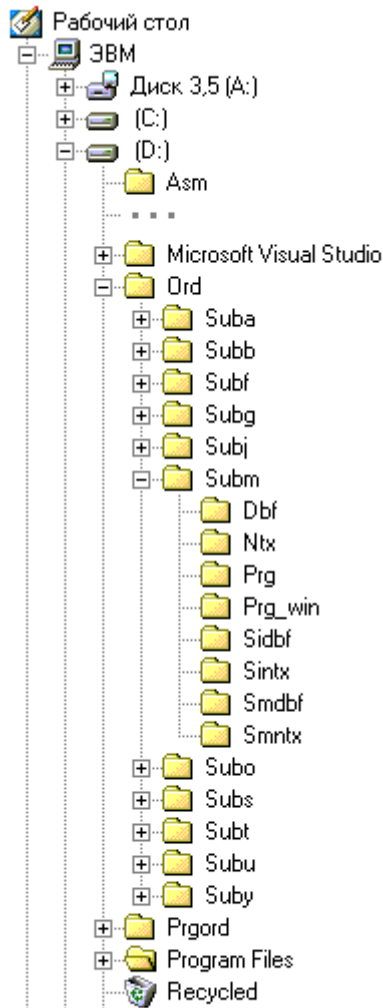 Рабочий стол
ЭВМ
Диск 3,5 (A:)
(C:)
(D:)
Asm
. . .
Microsoft Visual Studio
Ord
Suba
Subb
Subf
Subg
Subj
Subm
Dbf
Ntx
Prg
Prg_win
Sidbf
Sintx
Smdbf
Smntx
Subo
Subs
Subt
Subu
Suby
Prgord
Program Files
Recycled